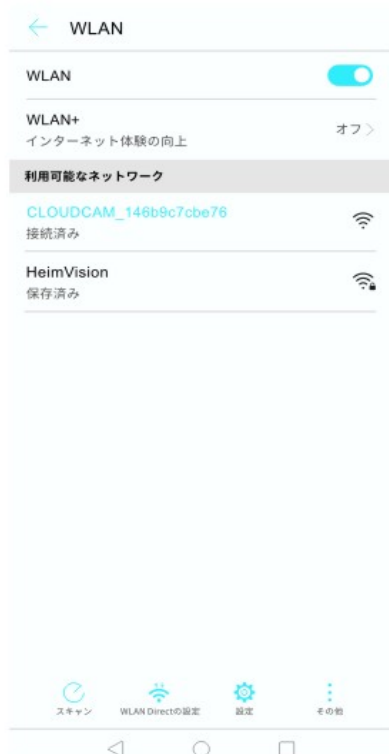 WLAN
WLAN
WLAN+
インターネット体験の向上
オフ
利用可能なネットワーク
CLOUDCAM_146b9c7cbe76
接続済み
HeimVision
保存済み
スキャン
WLAN Directの設定
設定
その他